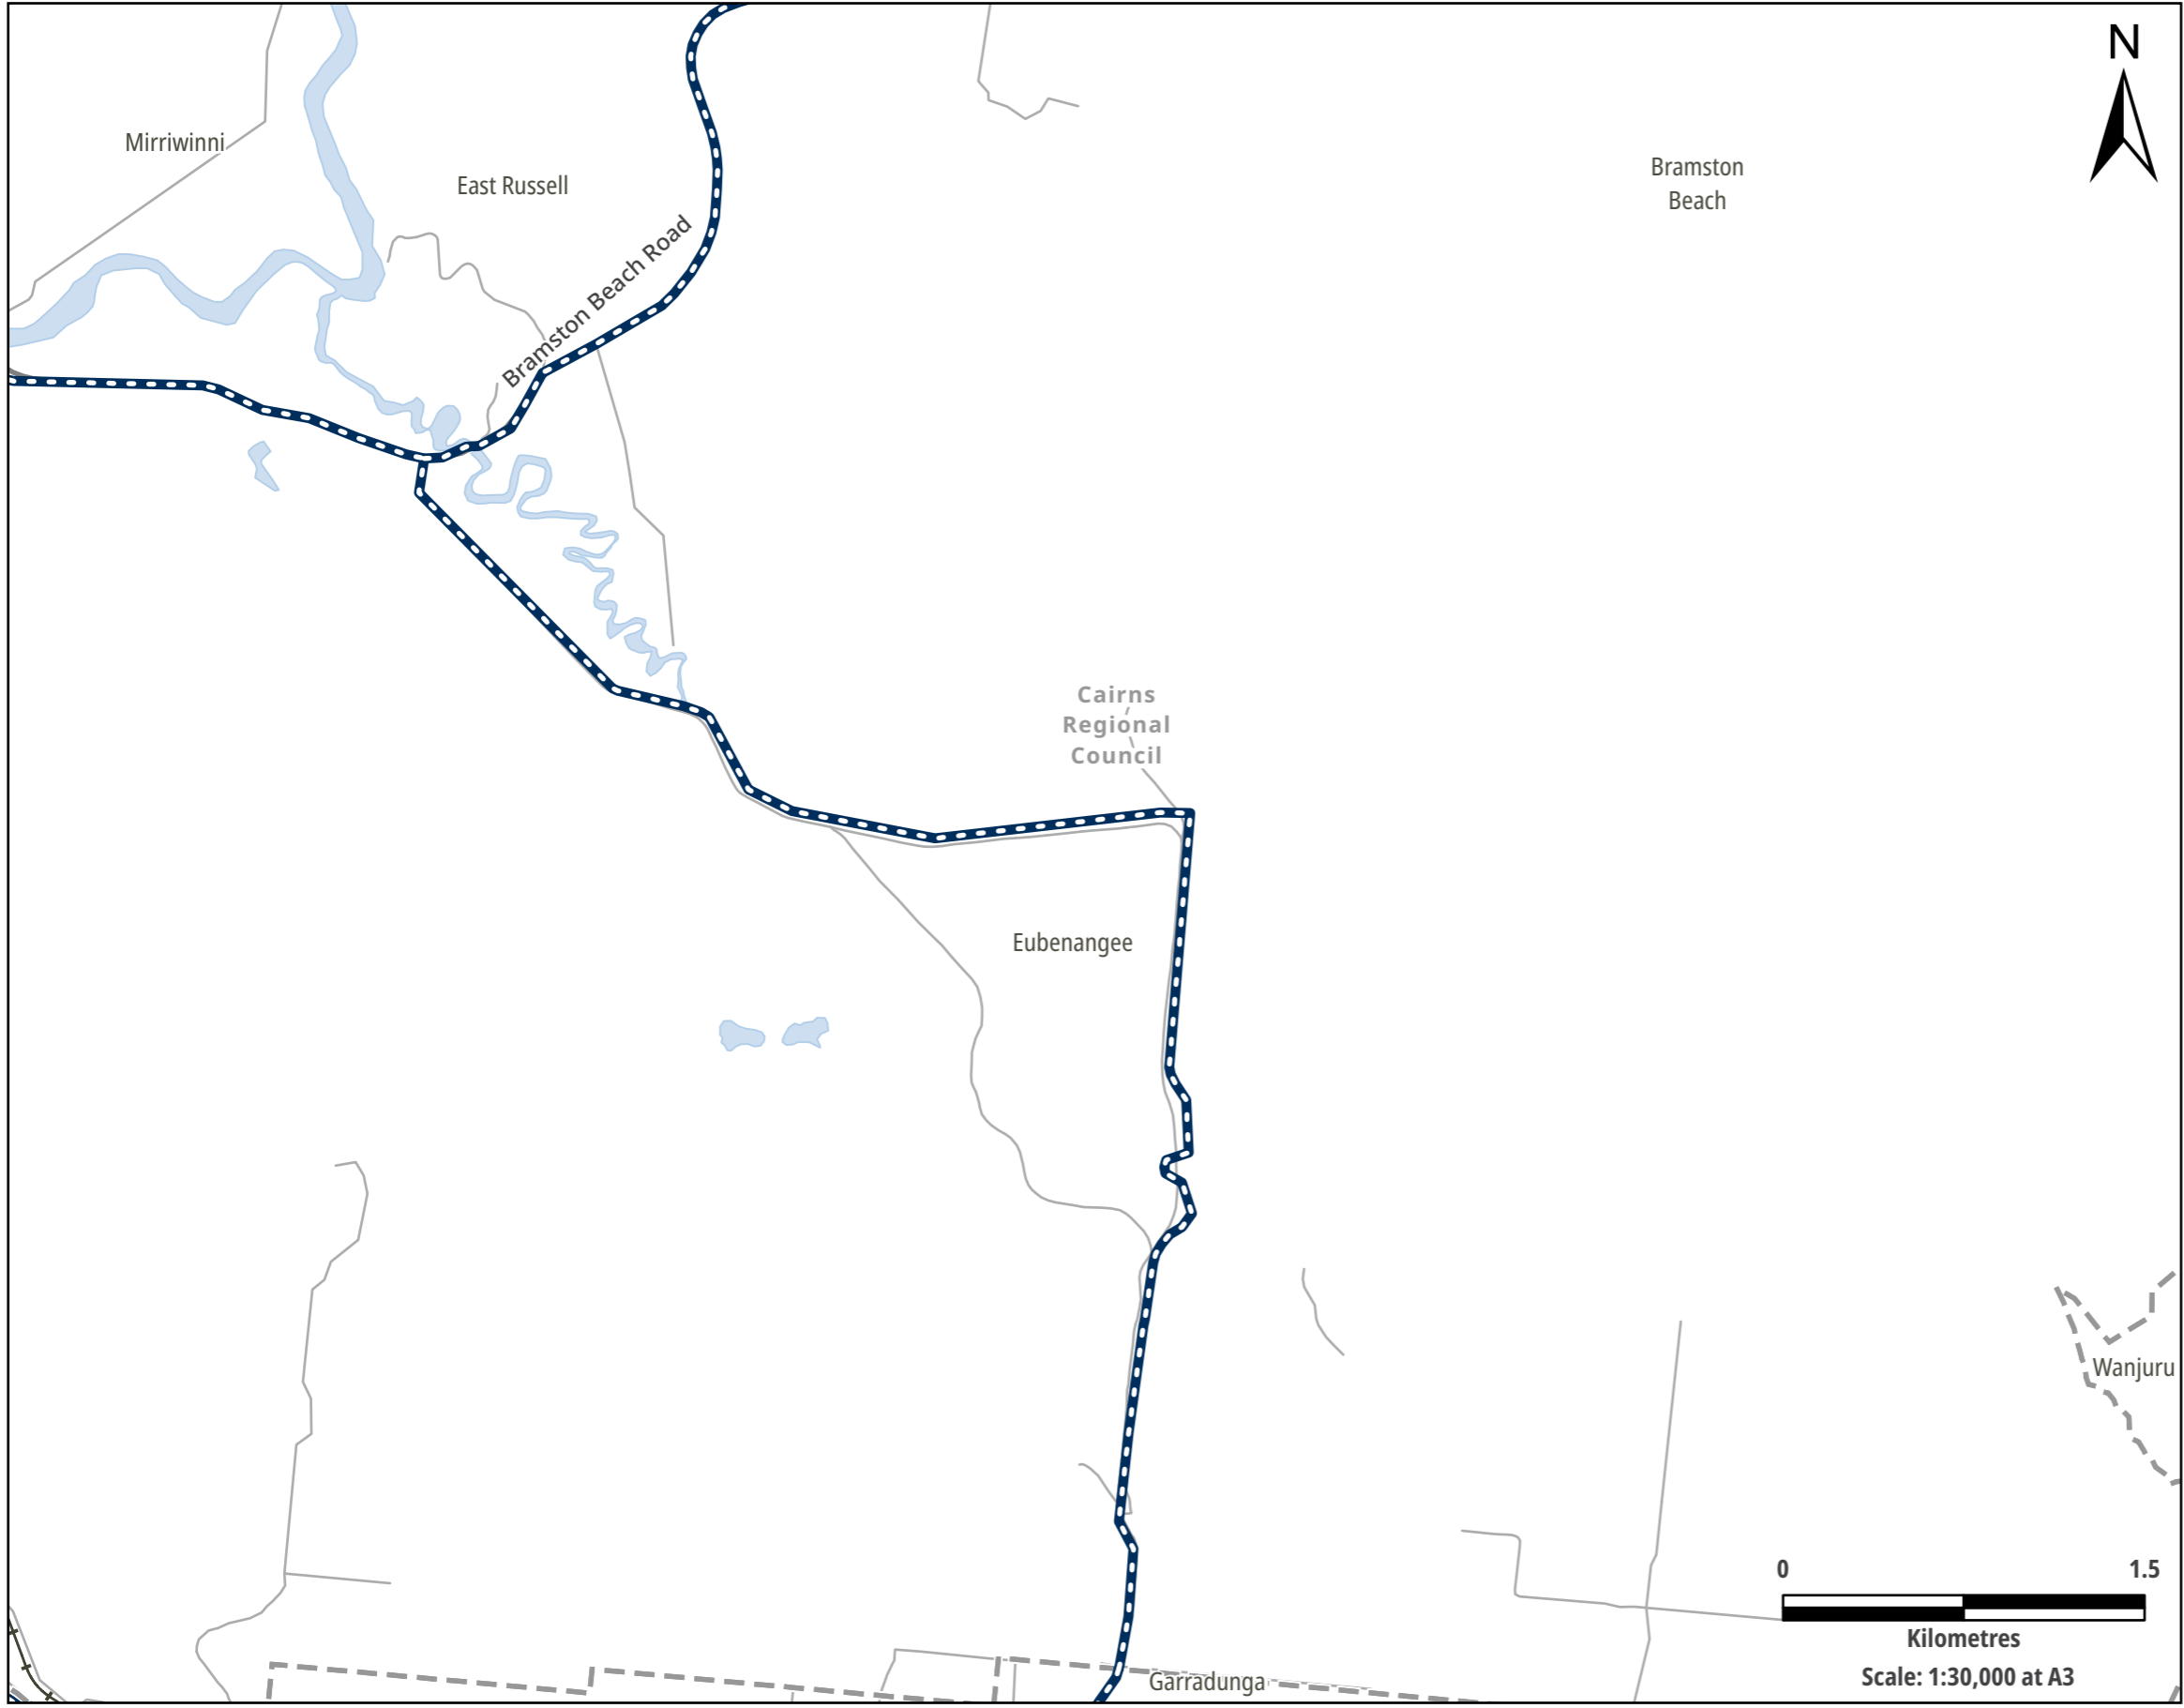 N
Mirriwinni
East Russell
Bramston
Beach
Bramston Beach Road
Cairns
Regional
Council
Eubenangee
Wanjuru
0 1.5
Kilometres
Scale: 1:30,000 at A3
Garradunga